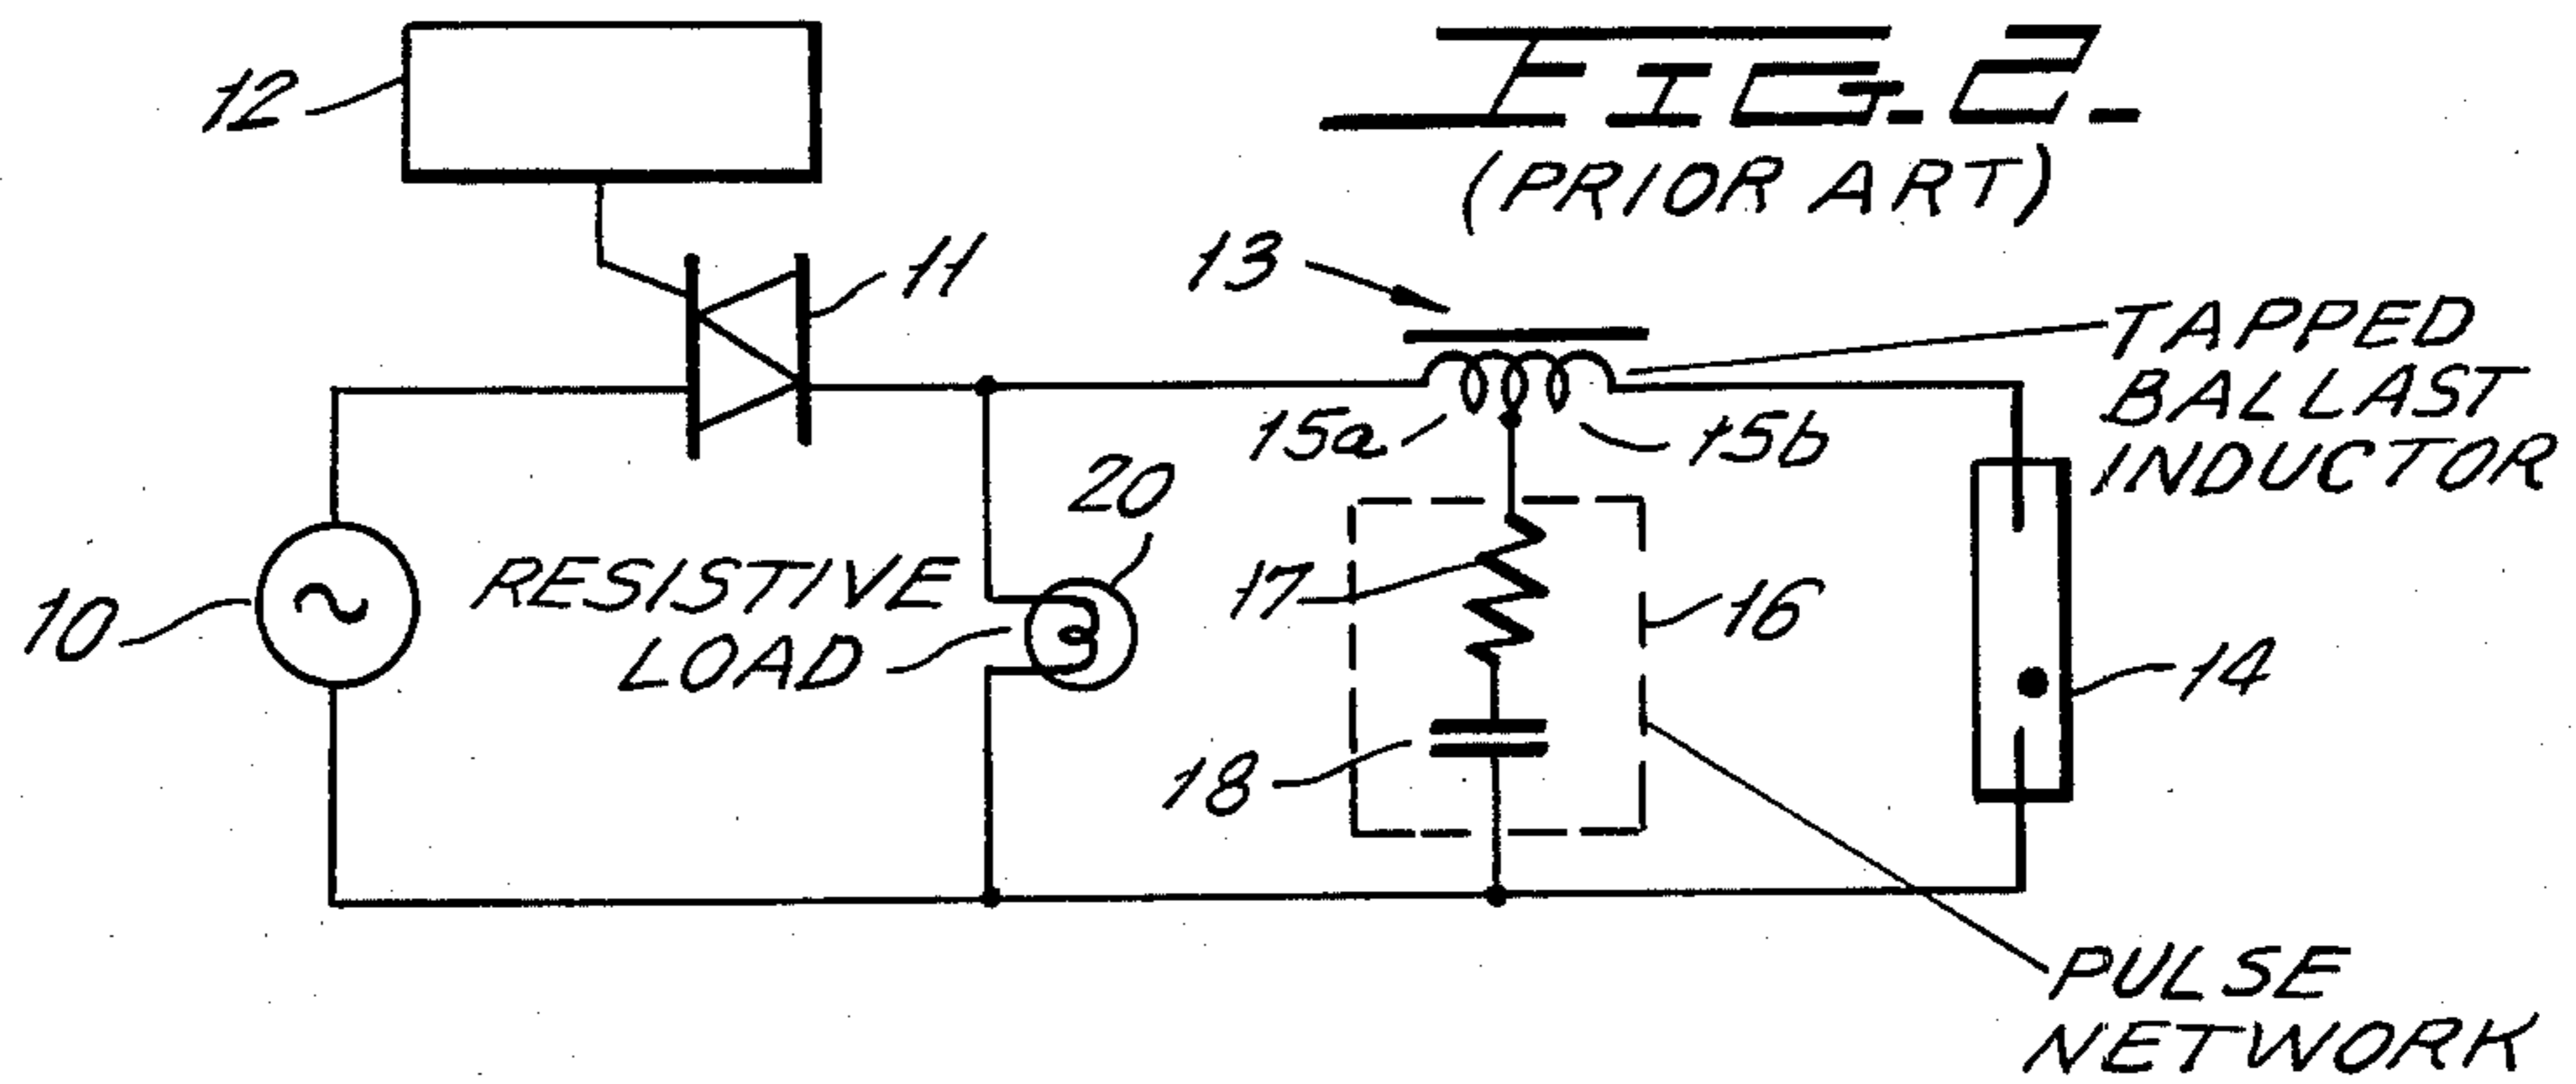 FIG. 2.
(PRIOR ART)
12
11
13
TAPPED
BALLAST
INDUCTOR
15a
15b
20
RESISTIVE
LOAD
10
17
16
14
18
PULSE
NETWORK